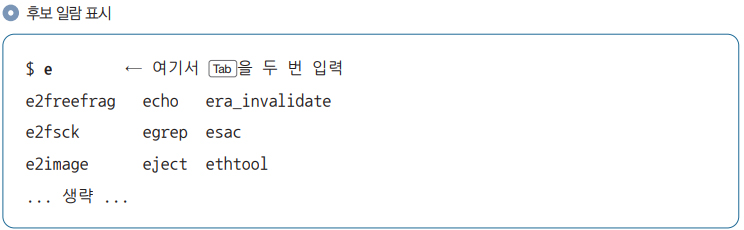 후보 일람 표시
$ e ← 여기서 Tab을 두 번 입력
e2freefrag echo era_invalidate
e2fsck egrep esac
e2image eject ethtool
... 생략 ...